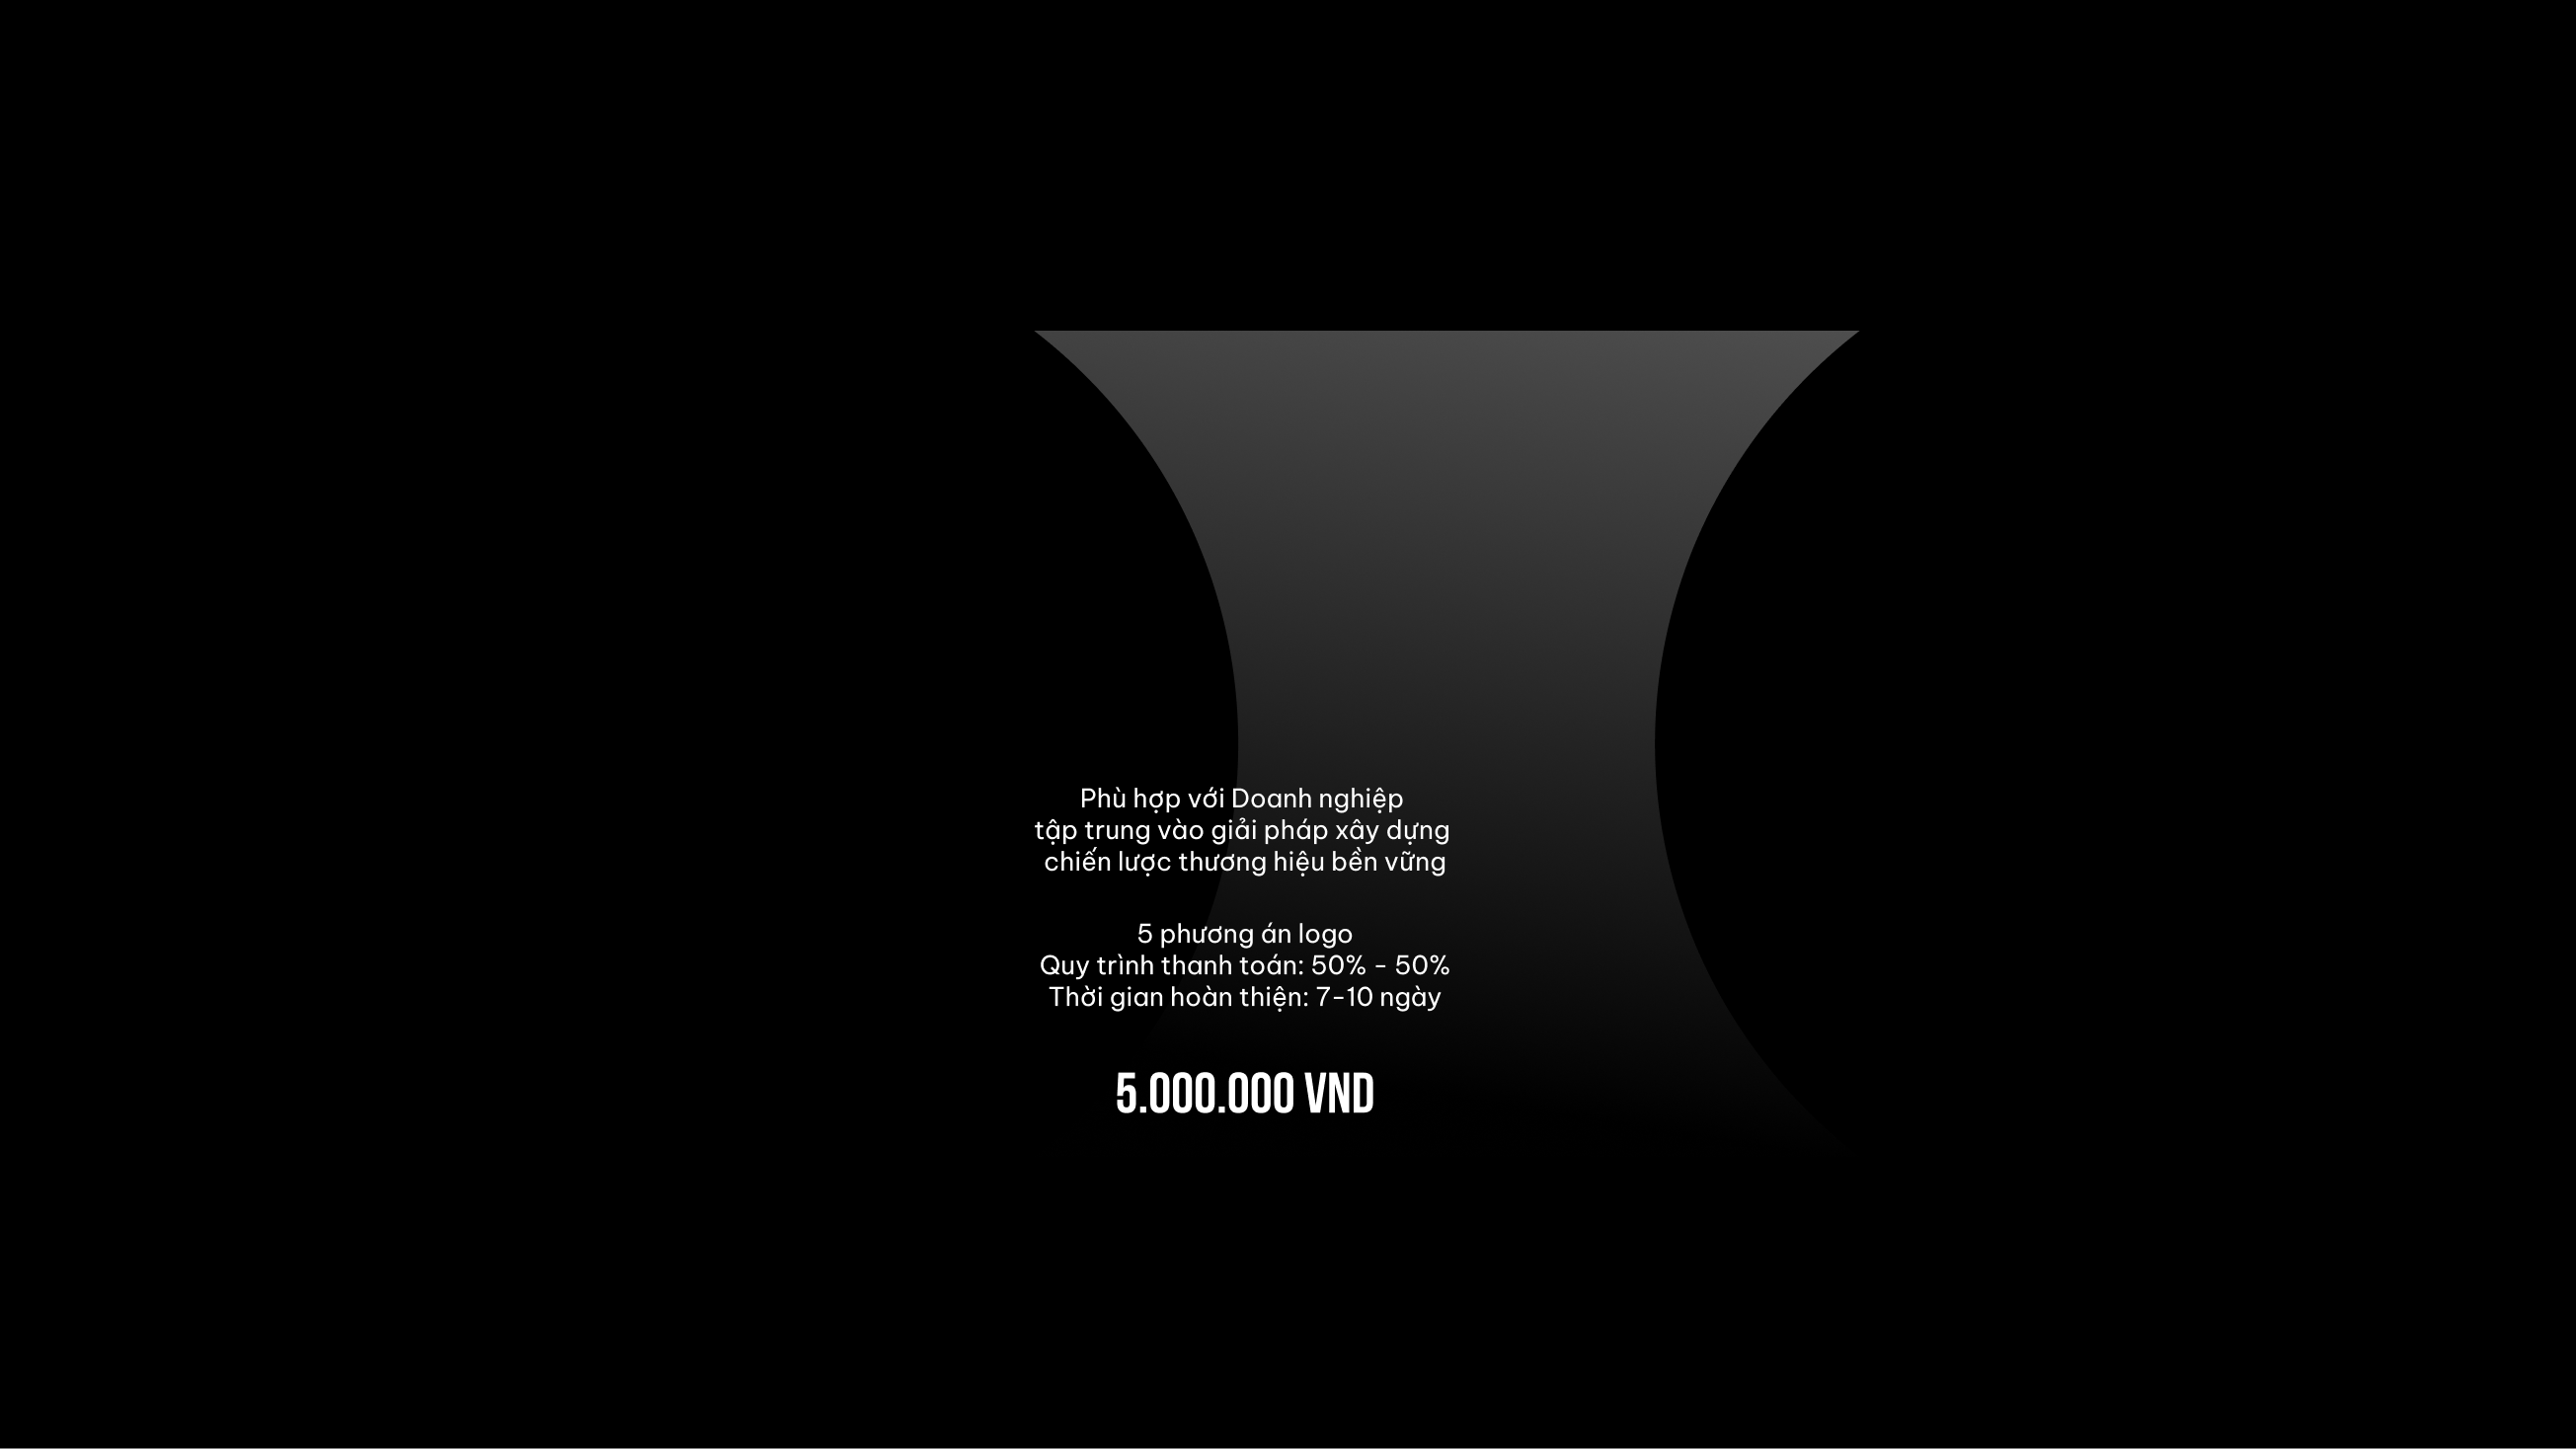 Phù hợp với Doanh nghiệp
tập trung vào giải pháp xây dựng
chiến lược thương hiệu bền vững
5 phương án logo
Quy trình thanh toán: 50% - 50%
Thời gian hoàn thiện: 7-10 ngày
5.000.000 VND